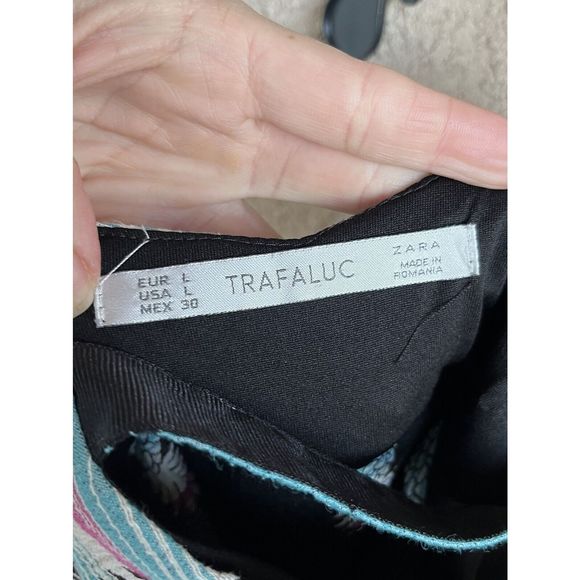 EUR L
USA L
MEX 30
TRAFALUC
ZARA
MADE IN
ROMANIA